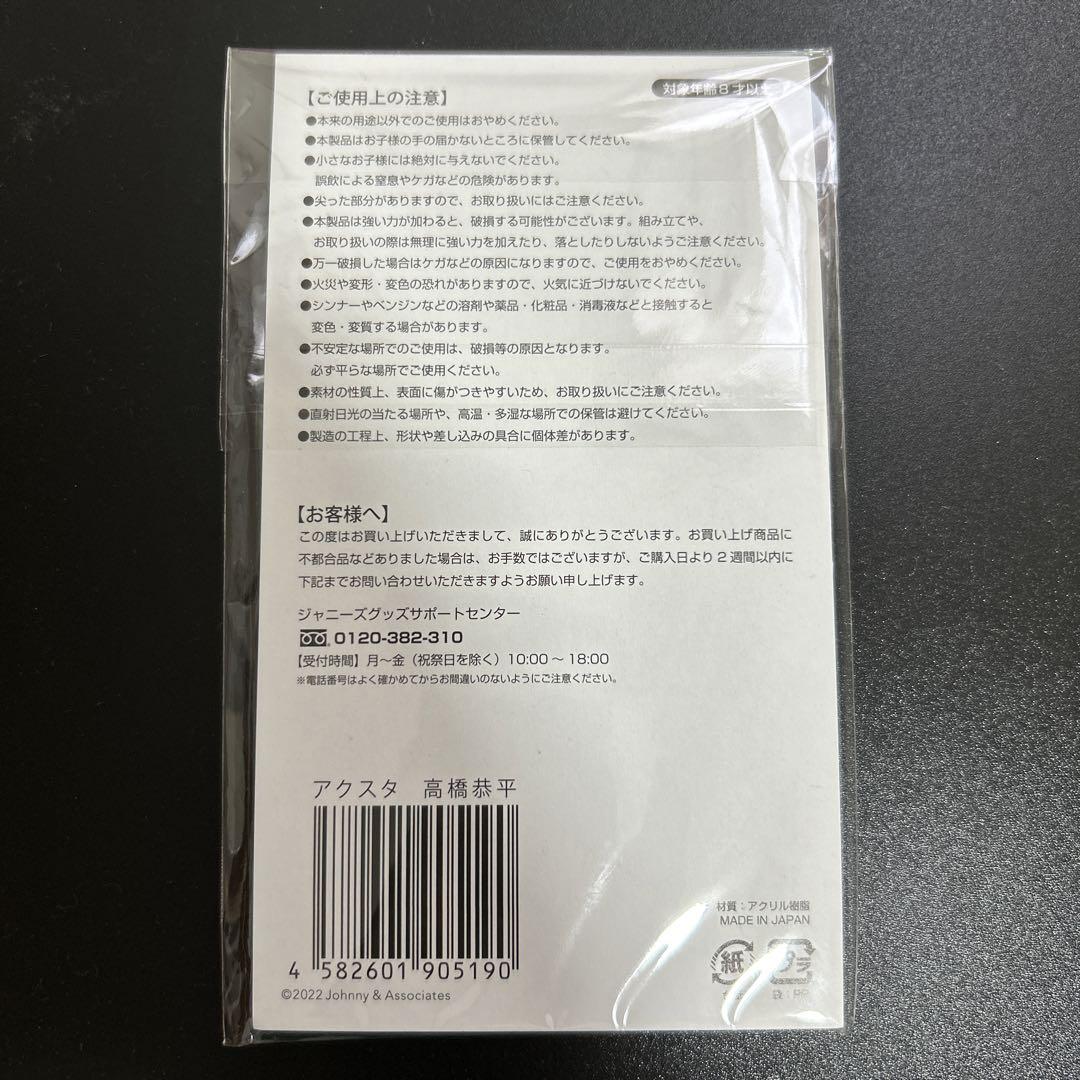 対象年齢8才以上
【ご使用上の注意】
●本来の用途以外でのご使用はおやめください。
●本製品はお子様の手の届かないところに保管してください。
●小さなお子様には絶対に与えないでください。
誤飲による窒息やケガなどの危険があります。
●尖った部分がありますので、お取り扱いにはご注意ください。
●本製品は強い力が加わると、破損する可能性がございます。組み立てや、
お取り扱いの際は無理に強い力を加えたり、落としたりしないようご注意ください。
●万一破損した場合はケガなどの原因になりますので、ご使用をおやめください。
●火災や変形・変色の恐れがありますので、火気に近づけないでください。
●シンナーやベンジンなどの溶剤や薬品・化粧品・消毒液などと接触すると
変色・変質する場合があります。
●不安定な場所でのご使用は、破損等の原因となります。
必ず平らな場所でご使用ください。
●素材の性質上、表面に傷がつきやすいため、お取り扱いにご注意ください。
●直射日光の当たる場所や、高温・多湿な場所での保管は避けてください。
●製造の工程上、形状や差し込みの具合に個体差があります。
【お客様へ】
この度はお買い上げいただきまして、誠にありがとうございます。お買い上げ商品に
不都合品などありました場合は、お手数ではございますが、ご購入日より2週間以内に
下記までお問い合わせいただきますようお願い申し上げます。
ジャニーズグッズサポートセンター
0120-382-310
【受付時間】月～金（祝祭日を除く）10:00～18:00
※電話番号はよく確かめてからお間違いのないようにご注意ください。
アクスタ 高橋恭平
4 582601 905190
©2022 Johnny & Associates
材質：アクリル樹脂
MADE IN JAPAN
紙 プラ
袋：PP